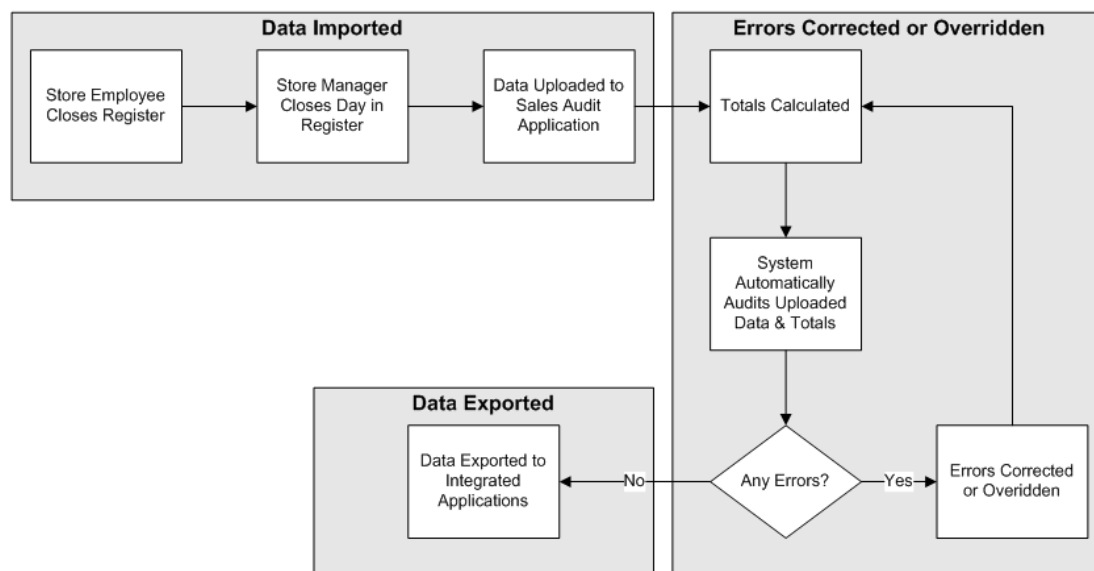 Data Imported
Store Employee
Closes Register
Store Manager
Closes Day in
Register
Data Uploaded to
Sales Audit
Application
Errors Corrected or Overridden
Totals Calculated
System
Automatically
Audits Uploaded
Data & Totals
Any Errors?
Yes
Errors Corrected
or Overidden
No
Data Exported
Data Exported to
Integrated
Applications